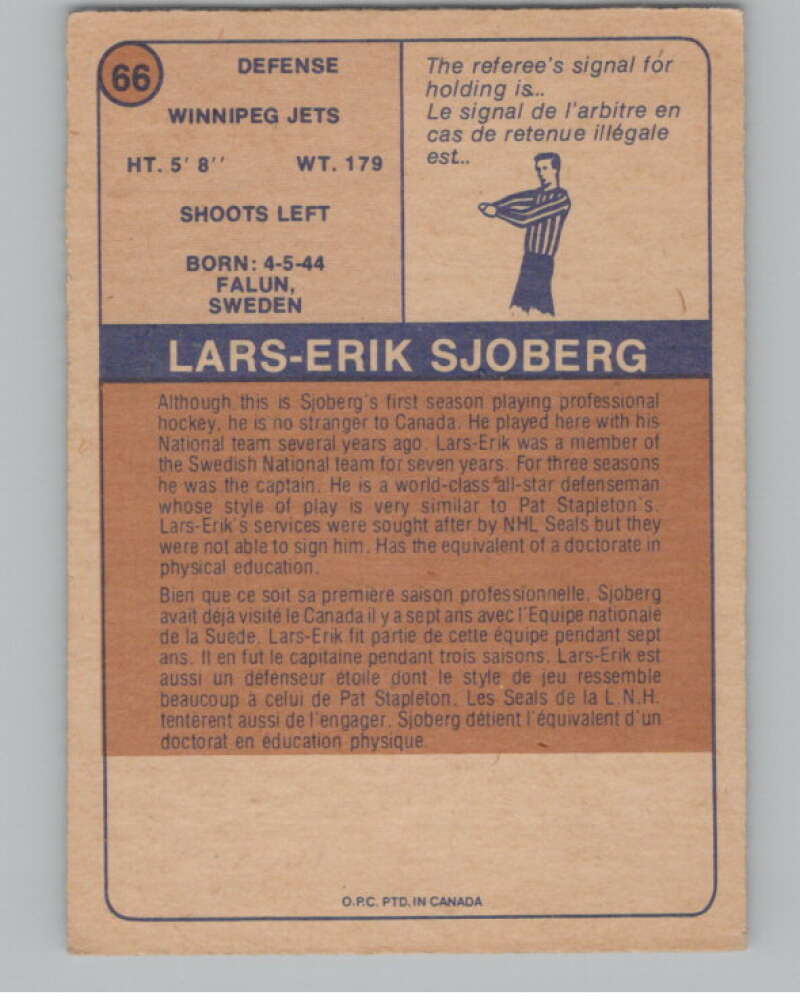 66
DEFENSE
WINNIPEG JETS
HT. 5' 8'' WT. 179
SHOOTS LEFT
BORN: 4-5-44
FALUN,
SWEDEN
The referee's signal for
holding is...
Le signal de l'arbitre en
cas de retenue illégale
est...
LARS-ERIK SJOBERG
Although this is Sjoberg's first season playing professional
hockey, he is no stranger to Canada. He played here with his
National team several years ago. Lars-Erik was a member of
the Swedish National team for seven years. For three seasons
he was the captain. He is a world-class all-star defenseman
whose style of play is very similar to Pat Stapleton's.
Lars-Erik's services were sought after by NHL Seals but they
were not able to sign him. Has the equivalent of a doctorate in
physical education.
Bien que ce soit sa première saison professionnelle, Sjoberg
avait déjà visité le Canada il y a sept ans avec l'Equipe nationale
de la Suede. Lars-Erik fit partie de cette équipe pendant sept
ans. Il en fut le capitaine pendant trois saisons. Lars-Erik est
aussi un défenseur étoile dont le style de jeu ressemble
beaucoup à celui de Pat Stapleton. Les Seals de la L.N.H.
tentèrent aussi de l'engager. Sjoberg détient l'équivalent d'un
doctorat en éducation physique.
O.P.C. PTD. IN CANADA